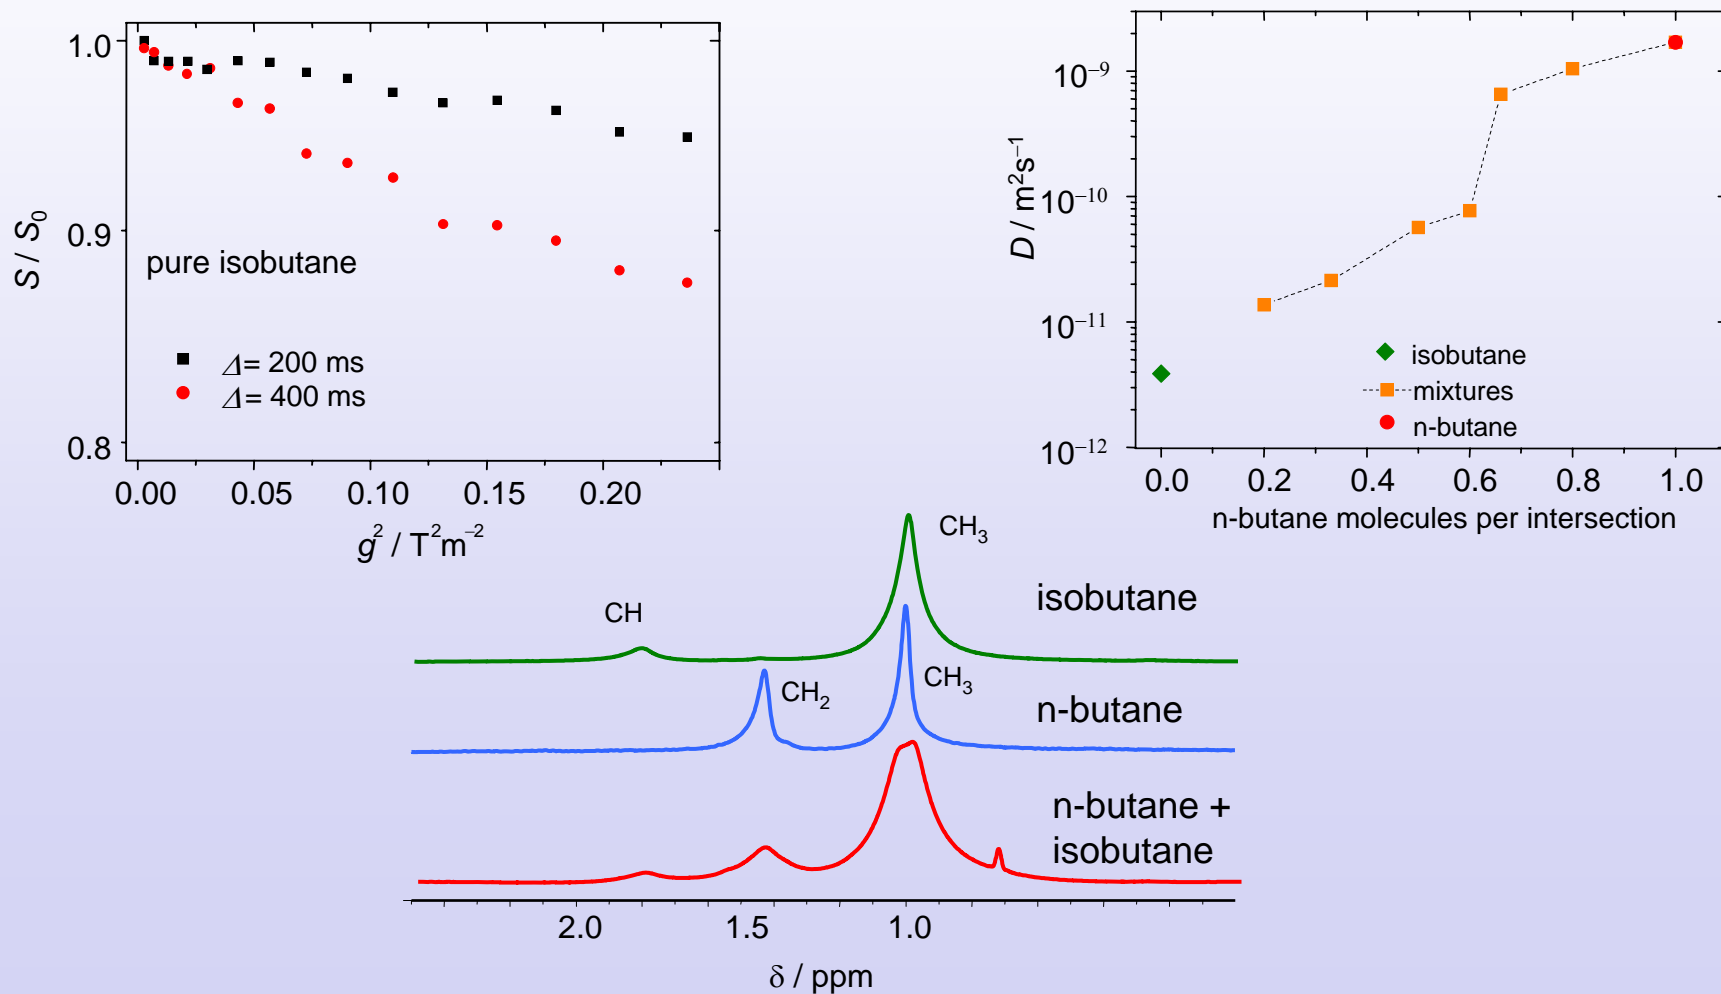 1.0
0.9
0.8
S / S₀
pure isobutane
Δ= 200 ms
Δ= 400 ms
0.00 0.05 0.10 0.15 0.20
g² / T²m⁻²
10⁻⁹
10⁻¹⁰
10⁻¹¹
10⁻¹²
D / m²s⁻¹
isobutane
mixtures
n-butane
0.0 0.2 0.4 0.6 0.8 1.0
n-butane molecules per intersection
CH₃
CH
isobutane
CH₂
CH₃
n-butane
n-butane +
isobutane
2.0 1.5 1.0
δ / ppm